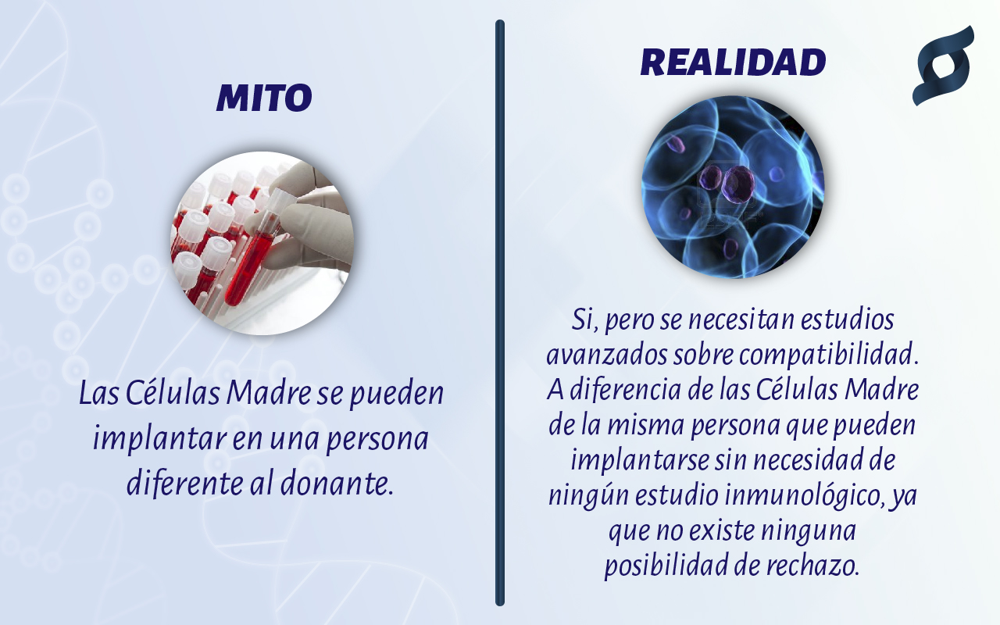 MITO
Las Células Madre se pueden
implantar en una persona
diferente al donante.
REALIDAD
Si, pero se necesitan estudios
avanzados sobre compatibilidad.
A diferencia de las Células Madre
de la misma persona que pueden
implantarse sin necesidad de
ningún estudio inmunológico, ya
que no existe ninguna
posibilidad de rechazo.